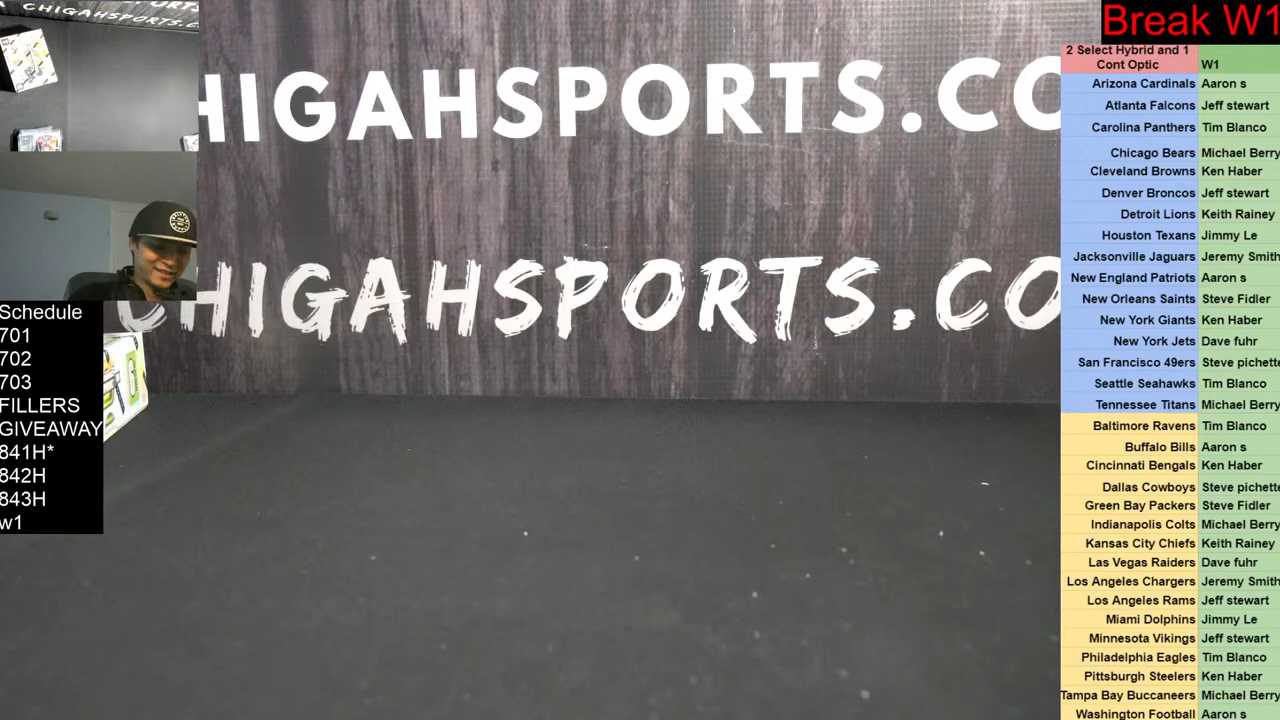 CHIGAHSPORTS.C
HIGAHSPORTS.CO
CHIGAHSPORTS.CO
Schedule
701
702
703
FILLERS
GIVEAWAY
841H*
842H
843H
w1
Break W1
2 Select Hybrid and 1 Cont Optic W1
Arizona Cardinals Aaron s
Atlanta Falcons Jeff stewart
Carolina Panthers Tim Blanco
Chicago Bears Michael Berry
Cleveland Browns Ken Haber
Denver Broncos Jeff stewart
Detroit Lions Keith Rainey
Houston Texans Jimmy Le
Jacksonville Jaguars Jeremy Smith
New England Patriots Aaron s
New Orleans Saints Steve Fidler
New York Giants Ken Haber
New York Jets Dave fuhr
San Francisco 49ers Steve pichette
Seattle Seahawks Tim Blanco
Tennessee Titans Michael Berry
Baltimore Ravens Tim Blanco
Buffalo Bills Aaron s
Cincinnati Bengals Ken Haber
Dallas Cowboys Steve pichette
Green Bay Packers Steve Fidler
Indianapolis Colts Michael Berry
Kansas City Chiefs Keith Rainey
Las Vegas Raiders Dave fuhr
Los Angeles Chargers Jeremy Smith
Los Angeles Rams Jeff stewart
Miami Dolphins Jimmy Le
Minnesota Vikings Jeff stewart
Philadelphia Eagles Tim Blanco
Pittsburgh Steelers Ken Haber
Tampa Bay Buccaneers Michael Berry
Washington Football Aaron s